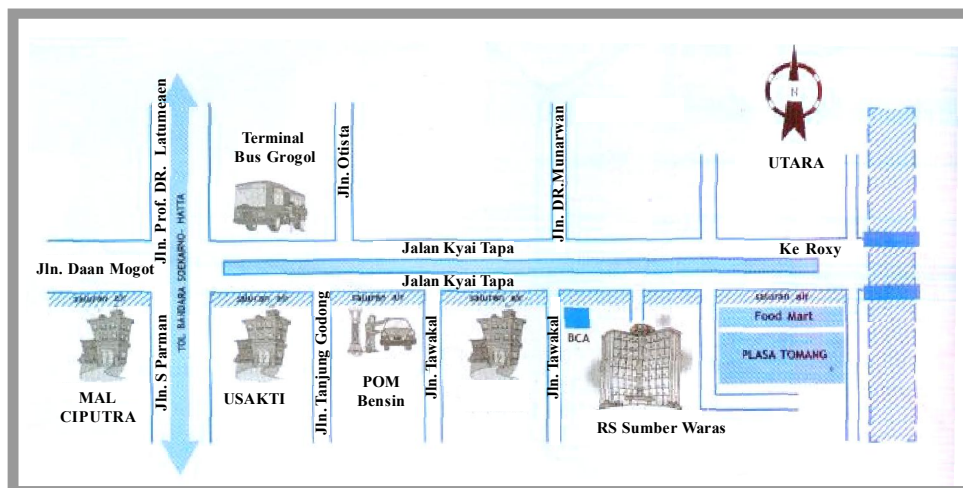 Jln. Prof. DR. Latumeaen
TOL BANDARA SOEKARNO- HATTA
Terminal
Bus Grogol
Jln. Otista
Jln. DR.Munarwan
N
UTARA
Jln. Daan Mogot
Jalan Kyai Tapa
Ke Roxy
Jalan Kyai Tapa
saluran air
saluran air
saluran air
saluran air
saluran air
MAL
CIPUTRA
Jln. S Parman
USAKTI
Jln. Tanjung Godong
POM
Bensin
Jln. Tawakal
Jln. Tawakal
BCA
RS Sumber Waras
Food Mart
PLASA TOMANG